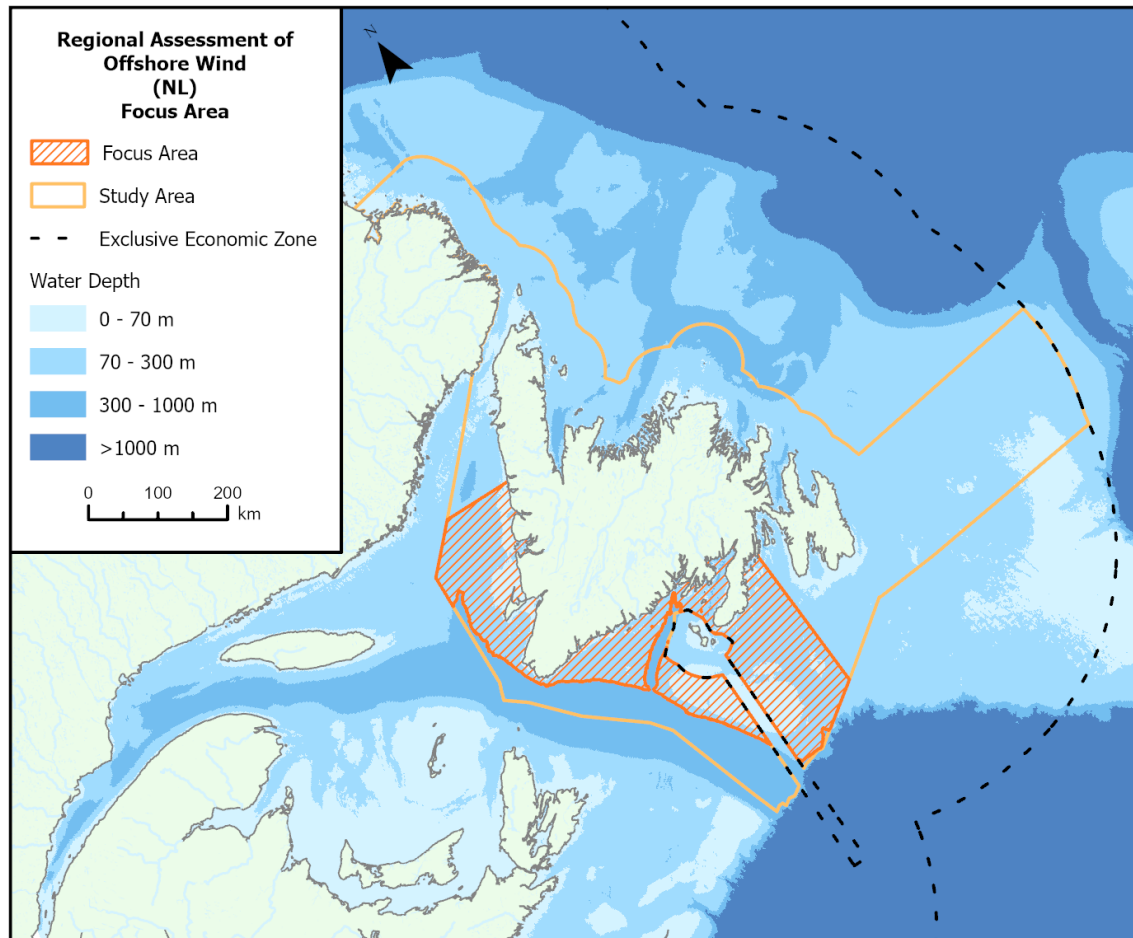 Regional Assessment of
Offshore Wind
(NL)
Focus Area
Focus Area
Study Area
Exclusive Economic Zone
Water Depth
0 - 70 m
70 - 300 m
300 - 1000 m
>1000 m
0 100 200
km
N